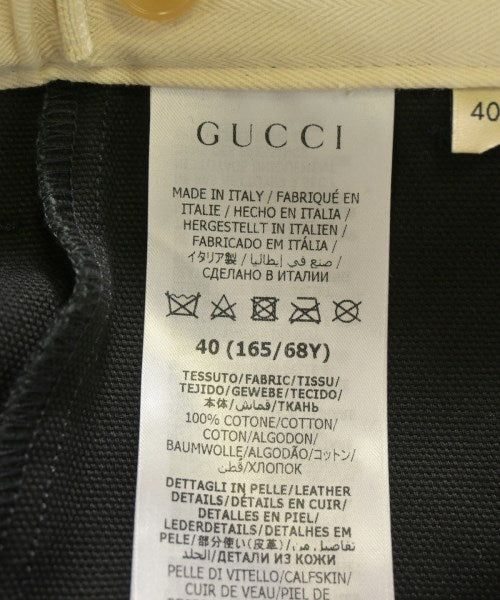 40
GUCCI
MADE IN ITALY / FABRIQUÉ EN
ITALIE / HECHO EN ITALIA /
HERGESTELLT IN ITALIEN /
FABRICADO EM ITÁLIA /
イタリア製 / صنع في إيطاليا /
СДЕЛАНО В ИТАЛИИ
40 (165/68Y)
TESSUTO/FABRIC/TISSU/
TEJIDO/GEWEBE/TECIDO/
本体/قماش/ТКАНЬ
100% COTONE/COTTON/
COTON/ALGODON/
BAUMWOLLE/ALGODÃO/コットン/
قطن/ХЛОПОК
DETTAGLI IN PELLE/LEATHER
DETAILS/DÉTAILS EN CUIR/
DETALLES EN PIEL/
LEDERDETAILS/DETALHES EM
PELE/部分使い(皮革)/تفاصيل من
الجلد/ДЕТАЛИ ИЗ КОЖИ
PELLE DI VITELLO/CALFSKIN/
CUIR DE VEAU/PIEL DE